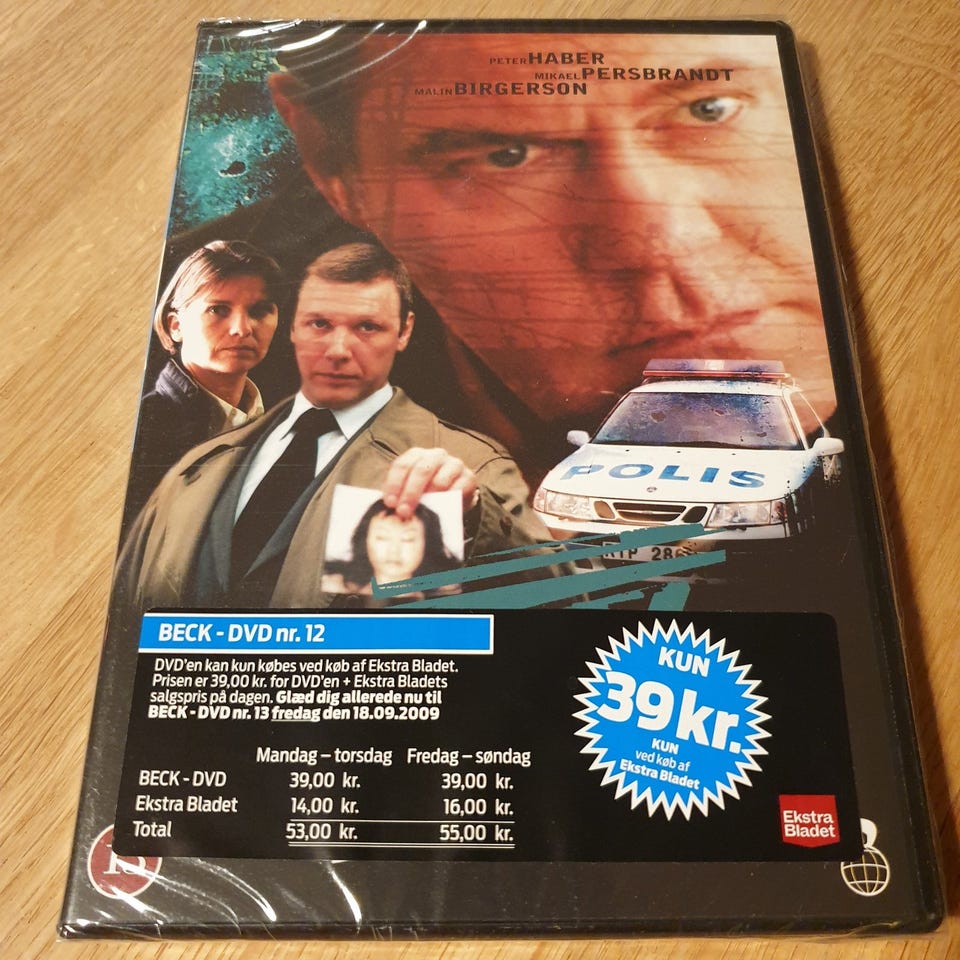 PETER HABER
MIKAEL PERSBRANDT
MALIN BIRGERSON
POLIS
BECK - DVD nr. 12
DVD'en kan kun købes ved køb af Ekstra Bladet.
Prisen er 39,00 kr. for DVD'en + Ekstra Bladets
salgspris på dagen. Glæd dig allerede nu til
BECK - DVD nr. 13 fredag den 18.09.2009
KUN
39 kr.
KUN
ved køb af
Ekstra Bladet
Mandag – torsdag Fredag – søndag
BECK - DVD 39,00 kr. 39,00 kr.
Ekstra Bladet 14,00 kr. 16,00 kr.
Total 53,00 kr. 55,00 kr.
Ekstra
Bladet